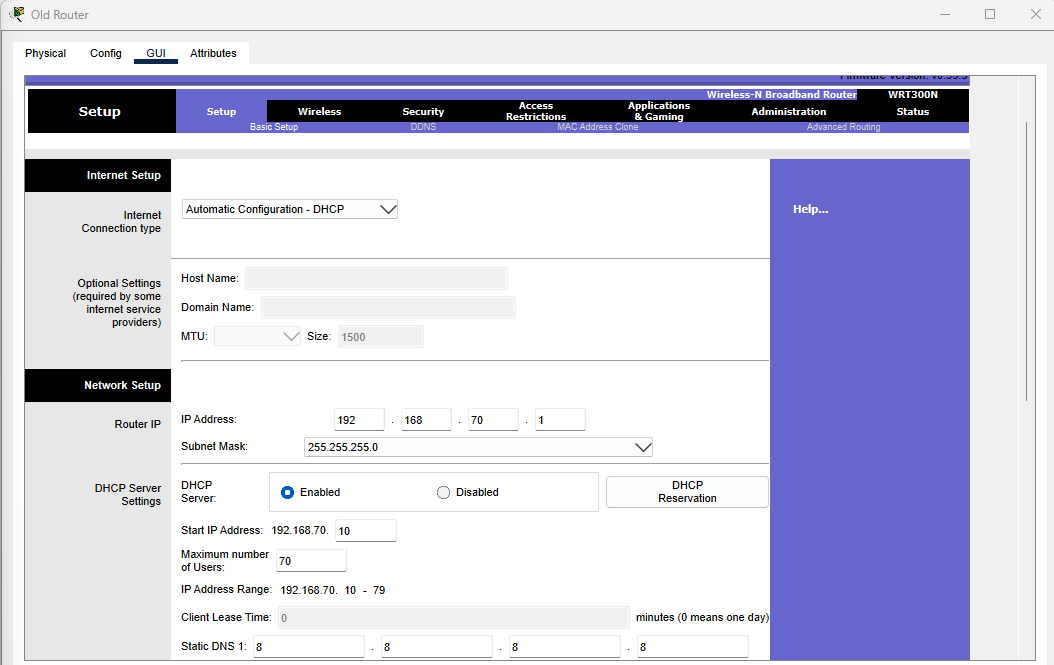 Old Router
Physical Config GUI Attributes
Firmware Version: v0.93.3
Wireless-N Broadband Router WRT300N
Setup
Setup Wireless Security Access Restrictions Applications & Gaming Administration Status
Basic Setup DDNS MAC Address Clone Advanced Routing
Internet Setup
Internet
Connection type
Automatic Configuration - DHCP
Help...
Optional Settings
(required by some
internet service
providers)
Host Name:
Domain Name:
MTU: Size: 1500
Network Setup
Router IP
IP Address: 192 . 168 . 70 . 1
Subnet Mask: 255.255.255.0
DHCP Server
Settings
DHCP
Server:
Enabled Disabled
DHCP
Reservation
Start IP Address: 192.168.70. 10
Maximum number
of Users: 70
IP Address Range: 192.168.70. 10 - 79
Client Lease Time: 0 minutes (0 means one day)
Static DNS 1: 8 . 8 . 8 . 8